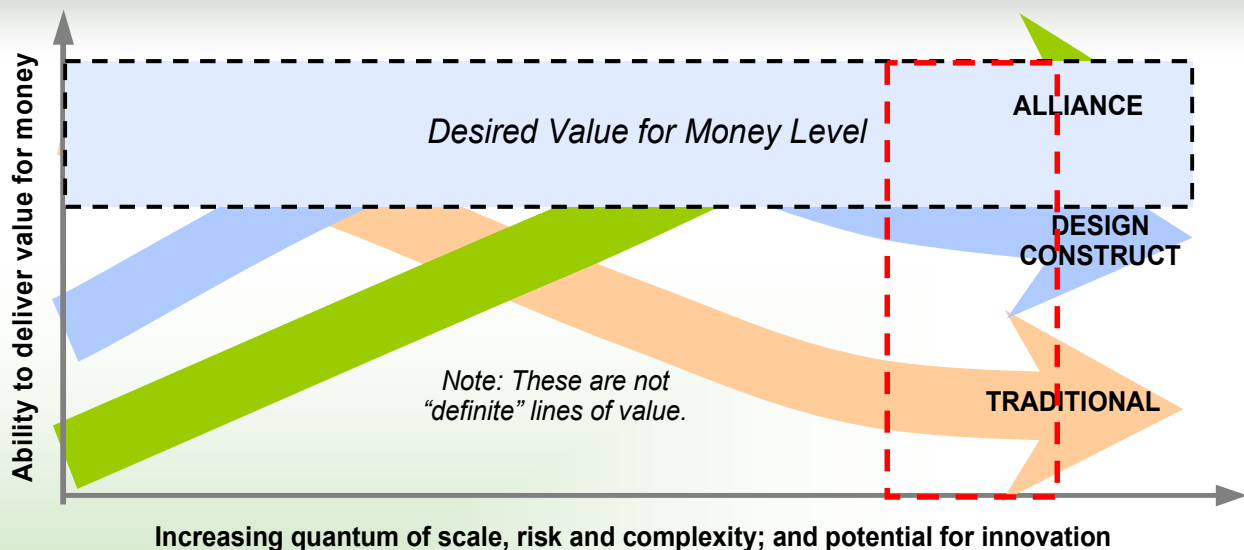 Ability to deliver value for money
ALLIANCE
Desired Value for Money Level
DESIGN
CONSTRUCT
Note: These are not
“definite” lines of value.
TRADITIONAL
Increasing quantum of scale, risk and complexity; and potential for innovation